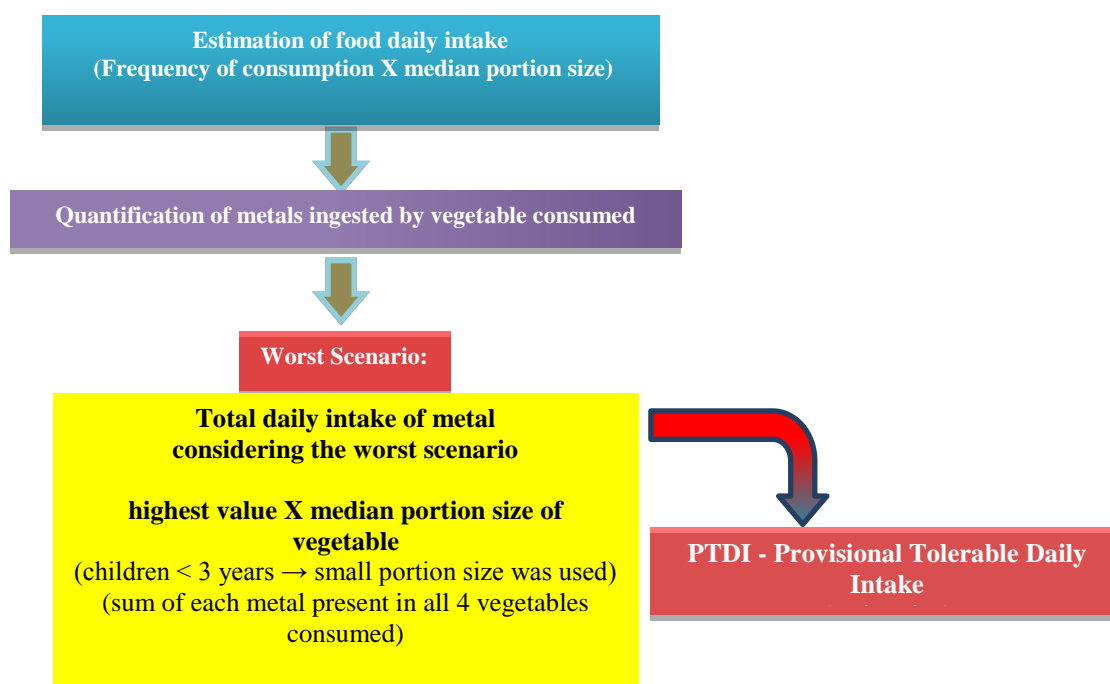 Estimation of food daily intake
(Frequency of consumption X median portion size)
Quantification of metals ingested by vegetable consumed
Worst Scenario:
Total daily intake of metal
considering the worst scenario
highest value X median portion size of
vegetable
(children < 3 years → small portion size was used)
(sum of each metal present in all 4 vegetables
consumed)
PTDI - Provisional Tolerable Daily
Intake